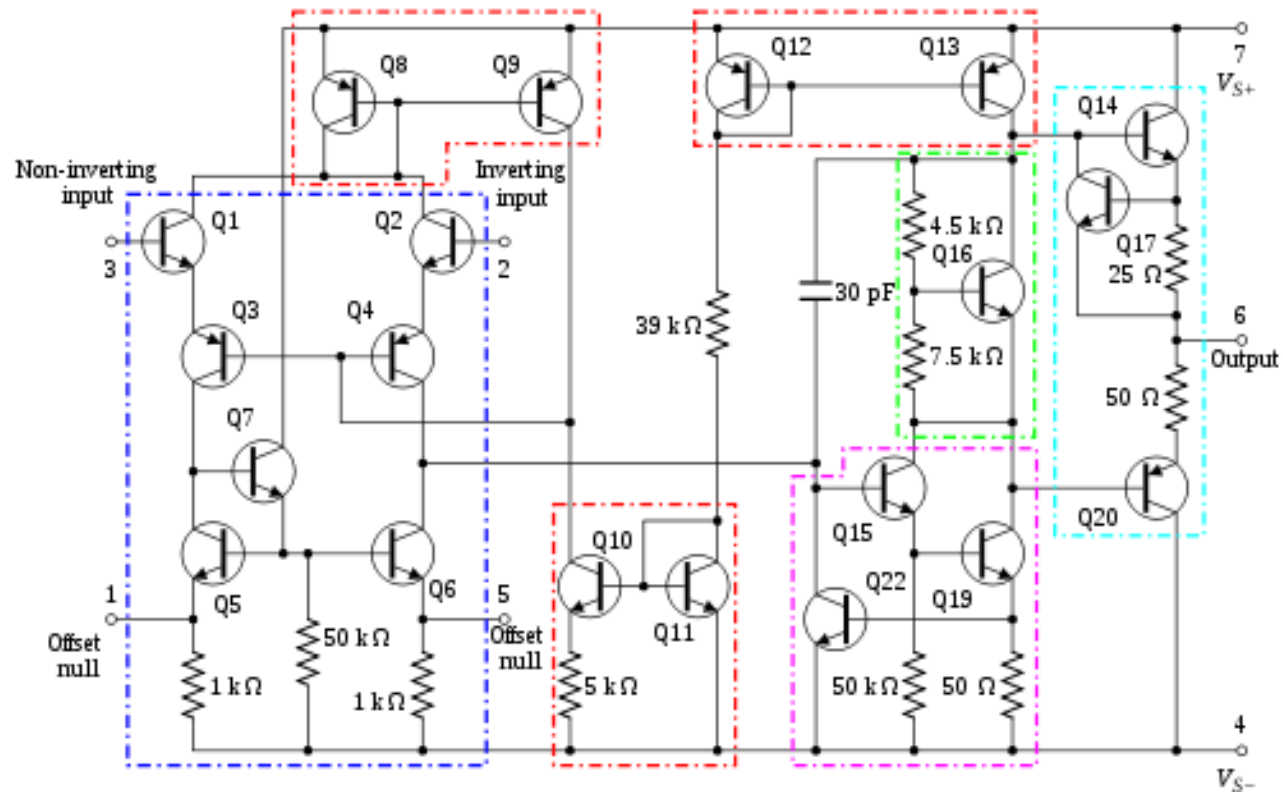 Q8
Q9
Q12
Q13
7
V_{S+}
Q14
Non-inverting
input
Inverting
input
Q1
Q2
3
2
4.5 kΩ
Q16
Q17
25 Ω
30 pF
Q3
Q4
39 kΩ
7.5 kΩ
6
Output
50 Ω
Q7
Q10
Q15
Q20
Q22
1
Q5
Q6
5
Q11
Q19
Offset
null
50 kΩ
Offset
null
1 kΩ
1 kΩ
5 kΩ
50 kΩ
50 Ω
4
V_{S−}